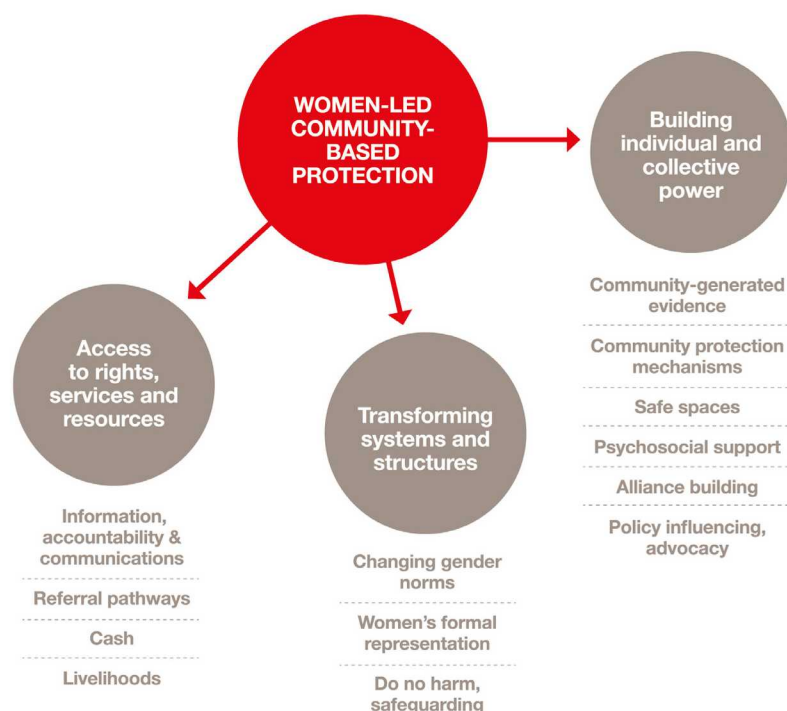 WOMEN-LED
COMMUNITY-
BASED
PROTECTION
Building
individual and
collective
power
Community-generated
evidence
Community protection
mechanisms
Safe spaces
Psychosocial support
Alliance building
Policy influencing,
advocacy
Access
to rights,
services and
resources
Information,
accountability &
communications
Referral pathways
Cash
Livelihoods
Transforming
systems and
structures
Changing gender
norms
Women's formal
representation
Do no harm,
safeguarding